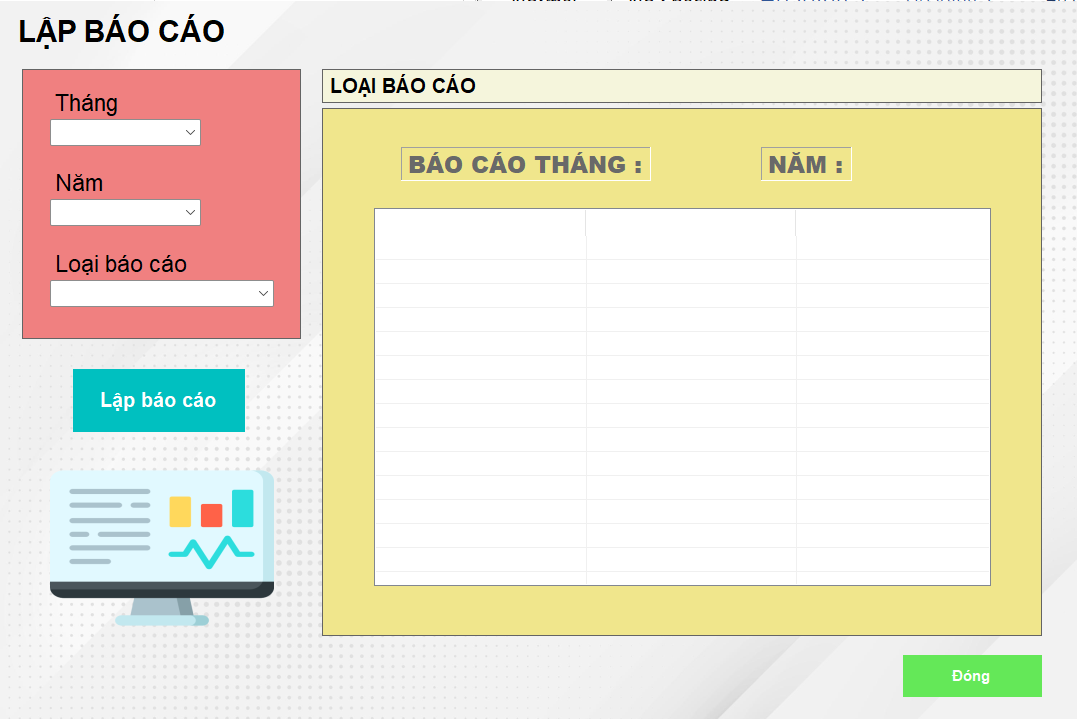 LẬP BÁO CÁO
Tháng
Năm
Loại báo cáo
Lập báo cáo
LOẠI BÁO CÁO
BÁO CÁO THÁNG :
NĂM :
Đóng